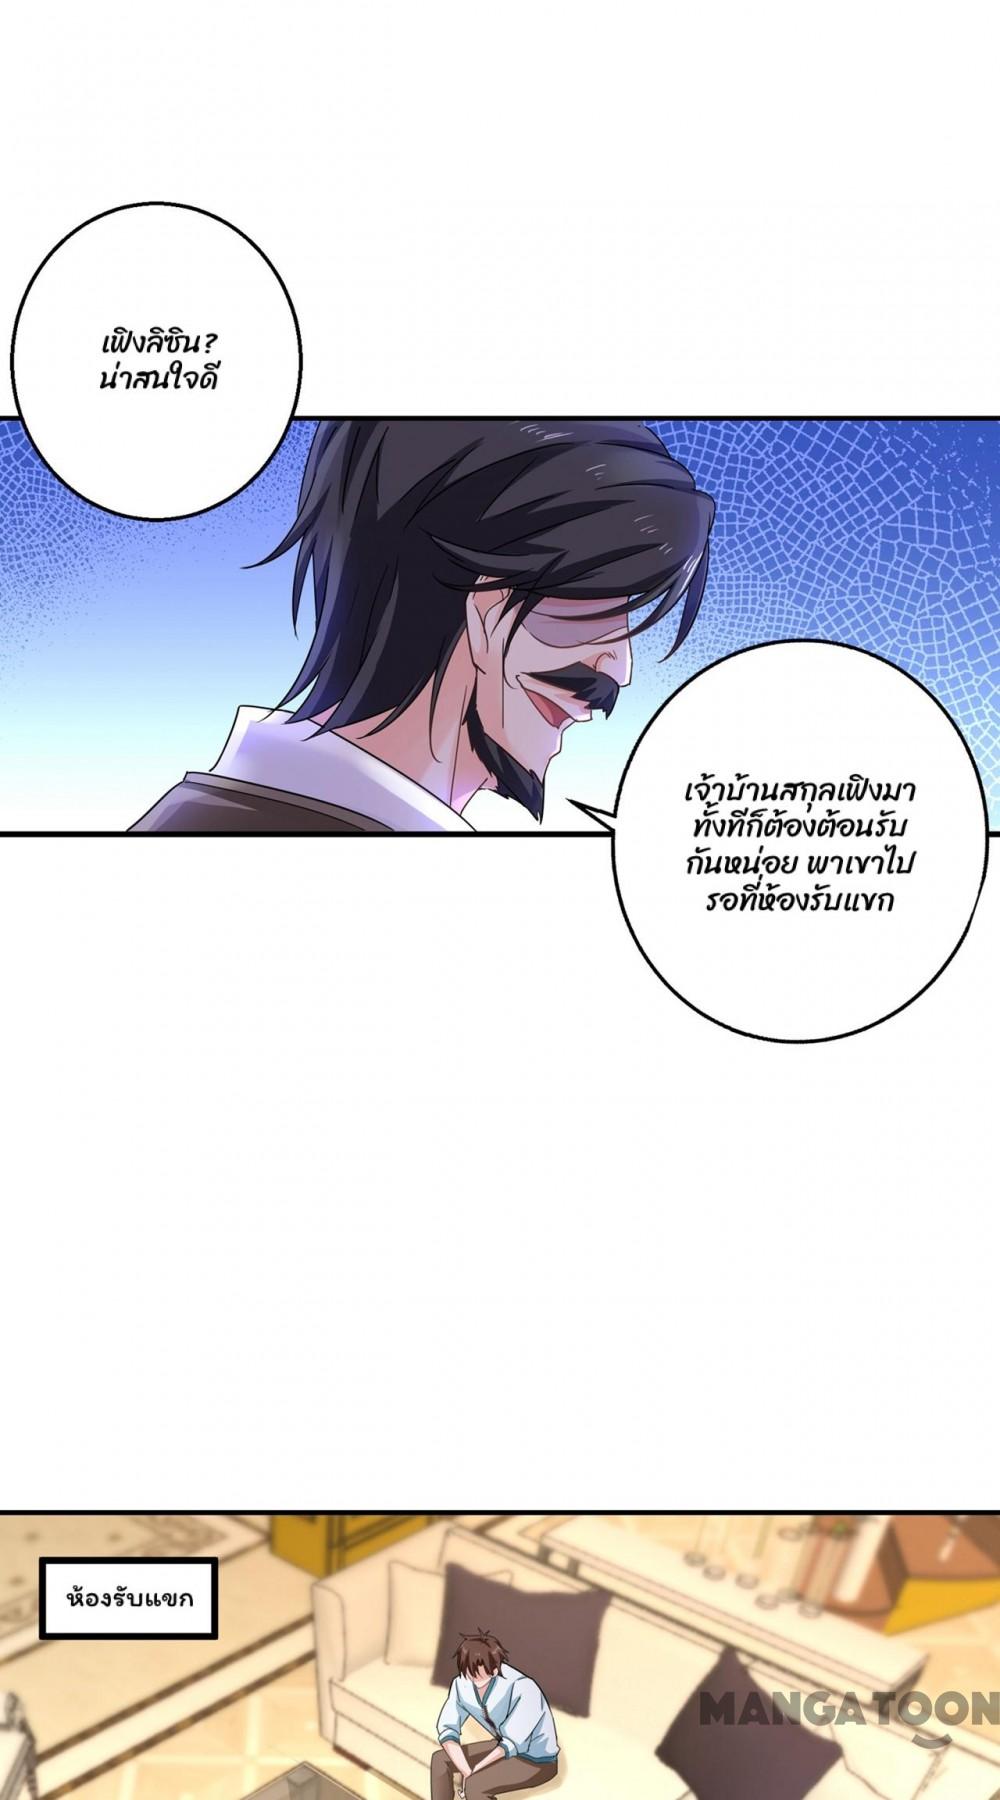 เฟิงลิซิน?
น่าสนใจดี
เจ้าบ้านสกุลเฟิงมา
ทั้งทีก็ต้องต้อนรับ
กันหน่อย พาเขาไป
รอที่ห้องรับแขก
ห้องรับแขก
MANGATOON